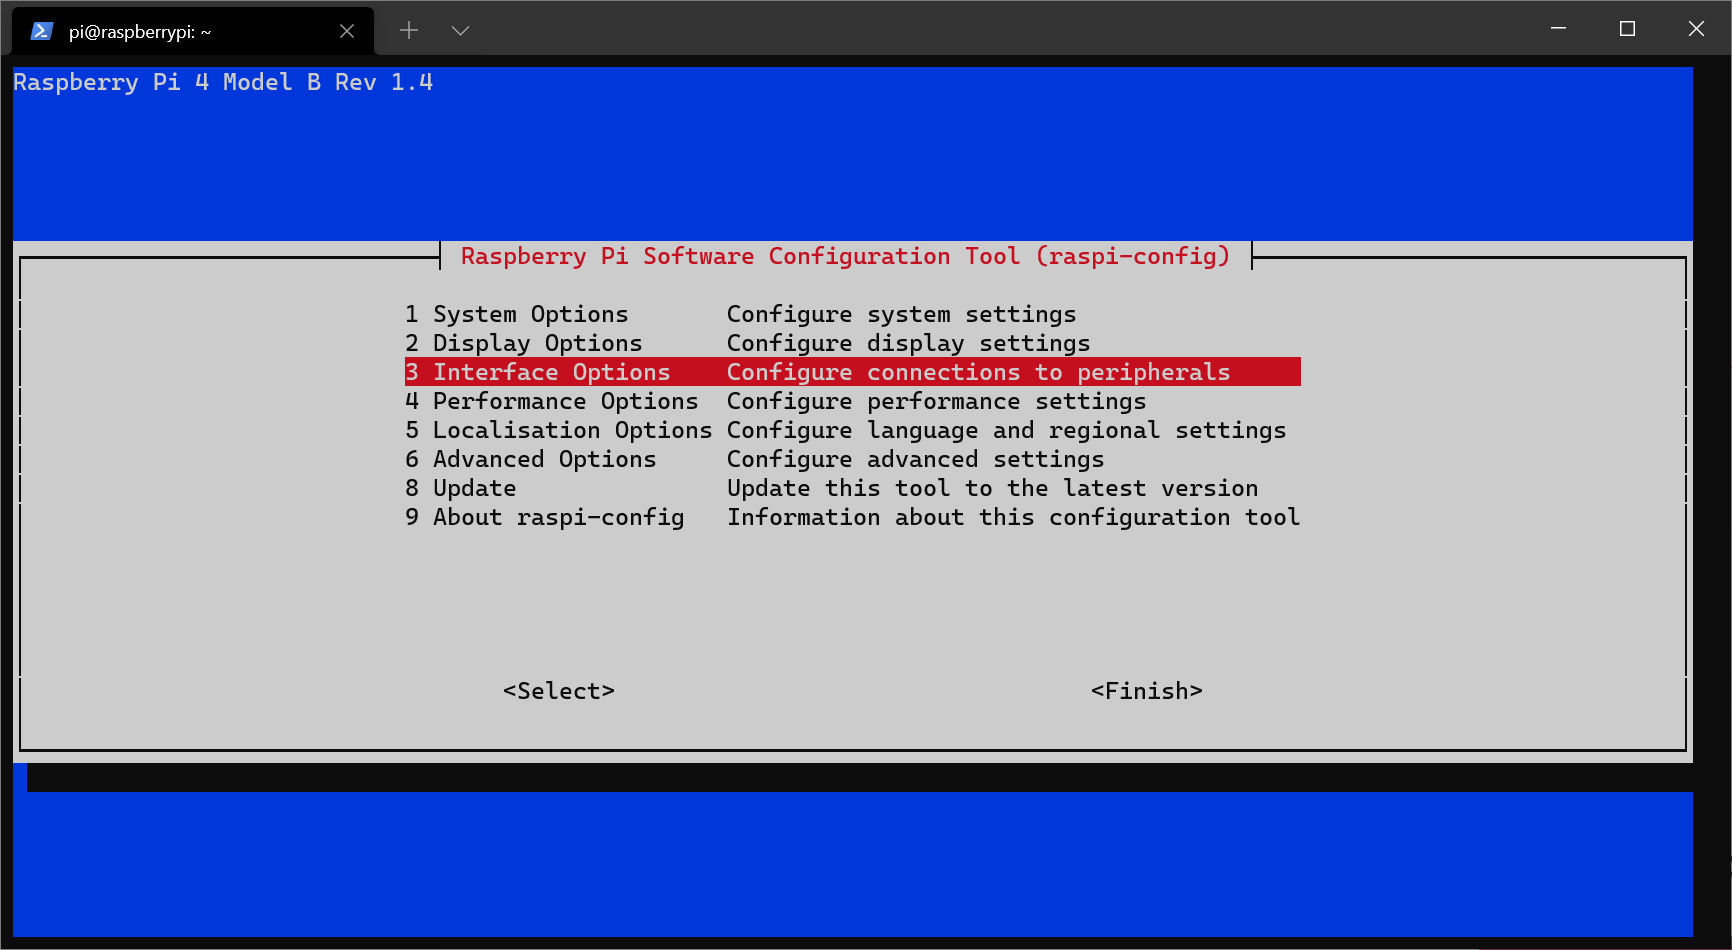 pi@raspberrypi: ~
Raspberry Pi 4 Model B Rev 1.4
Raspberry Pi Software Configuration Tool (raspi-config)
1 System Options Configure system settings
2 Display Options Configure display settings
3 Interface Options Configure connections to peripherals
4 Performance Options Configure performance settings
5 Localisation Options Configure language and regional settings
6 Advanced Options Configure advanced settings
8 Update Update this tool to the latest version
9 About raspi-config Information about this configuration tool
<Select> <Finish>